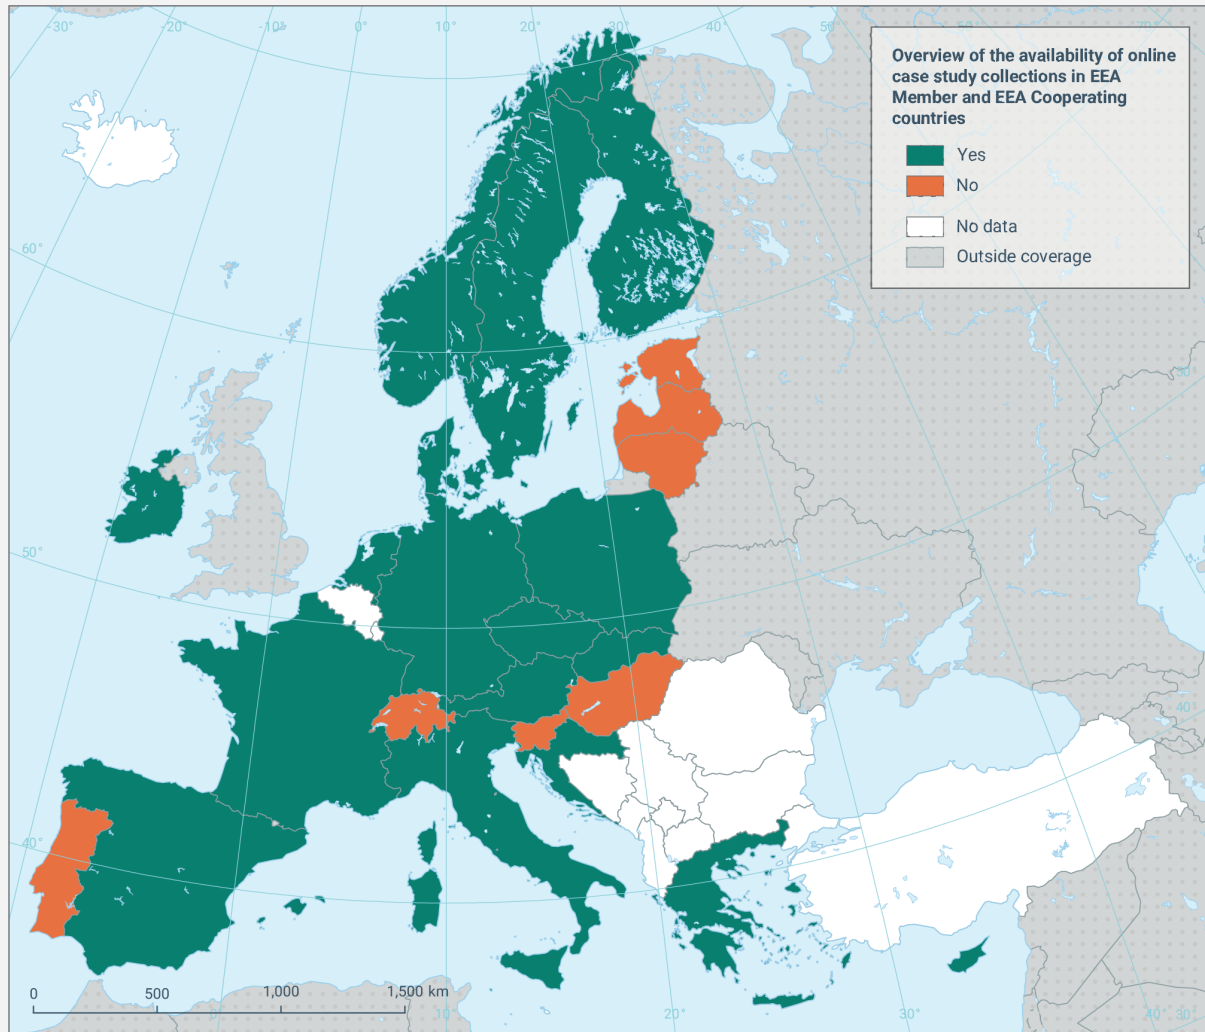 -30°
-20°
-10°
0°
10°
20°
30°
40°
50°
60°
70°
Overview of the availability of online
case study collections in EEA
Member and EEA Cooperating
countries
Yes
No
No data
Outside coverage
60°
50°
50°
40°
40°
0
500
1,000
1,500 km
10°
20°
30°
40°
30°